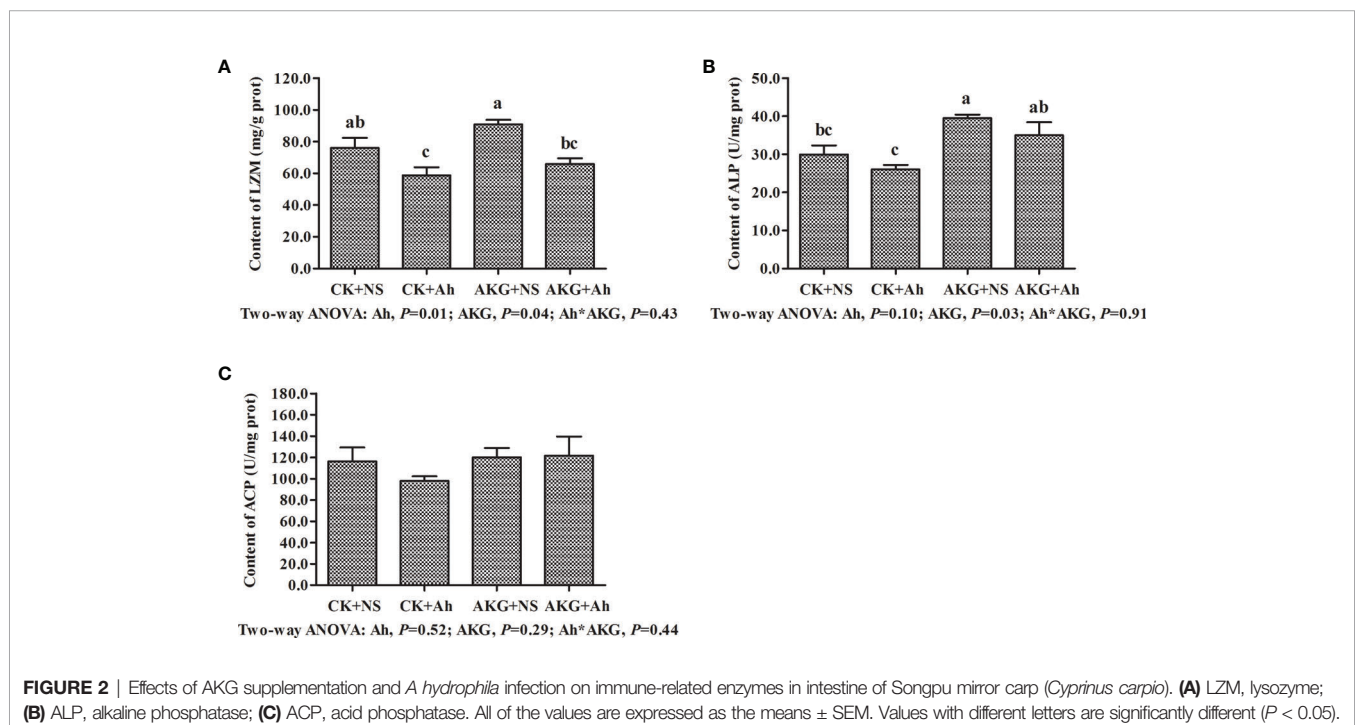 A
Content of LZM (mg/g prot)
120.0
100.0
80.0
60.0
40.0
20.0
0.0
ab
c
a
bc
CK+NS CK+Ah AKG+NS AKG+Ah
Two-way ANOVA: Ah, P=0.01; AKG, P=0.04; Ah*AKG, P=0.43
B
Content of ALP (U/mg prot)
50.0
40.0
30.0
20.0
10.0
0.0
bc
c
a
ab
CK+NS CK+Ah AKG+NS AKG+Ah
Two-way ANOVA: Ah, P=0.10; AKG, P=0.03; Ah*AKG, P=0.91
C
Content of ACP (U/mg prot)
180.0
160.0
140.0
120.0
100.0
80.0
60.0
40.0
20.0
0.0
CK+NS CK+Ah AKG+NS AKG+Ah
Two-way ANOVA: Ah, P=0.52; AKG, P=0.29; Ah*AKG, P=0.44
FIGURE 2 | Effects of AKG supplementation and A hydrophila infection on immune-related enzymes in intestine of Songpu mirror carp (Cyprinus carpio). (A) LZM, lysozyme;
(B) ALP, alkaline phosphatase; (C) ACP, acid phosphatase. All of the values are expressed as the means ± SEM. Values with different letters are significantly different (P < 0.05).